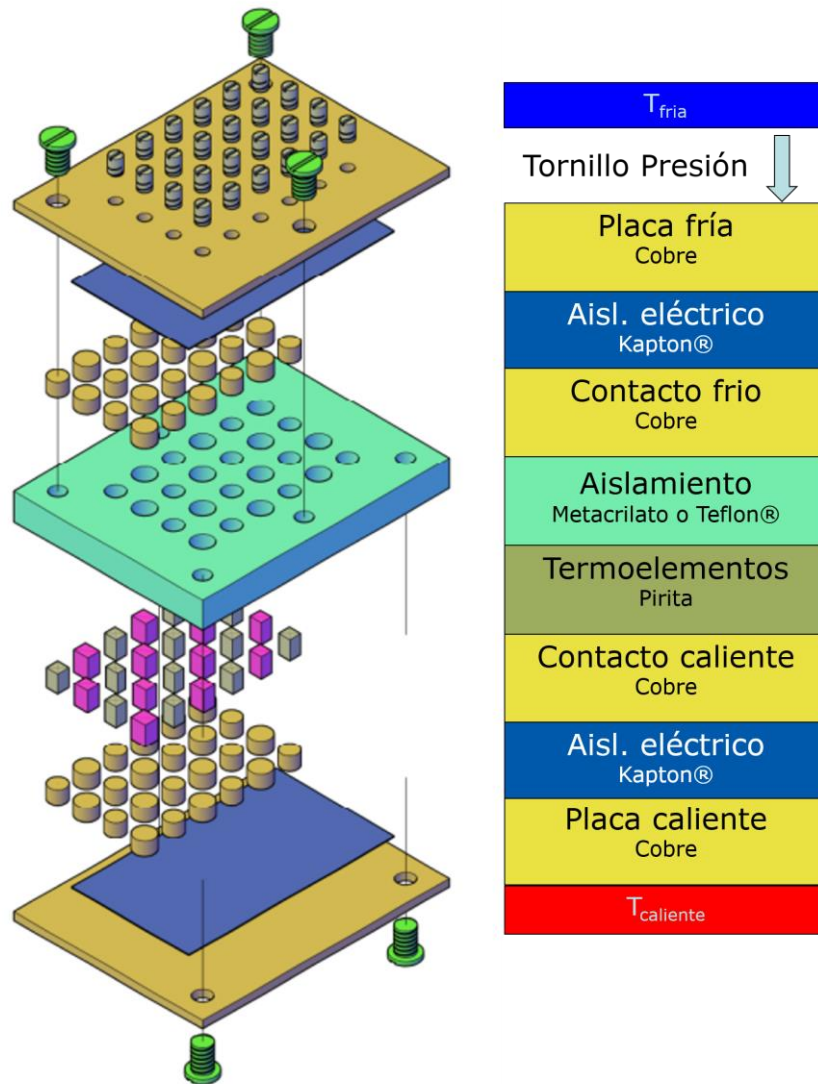 Tfria
Tornillo Presión
Placa fría
Cobre
Aisl. eléctrico
Kapton®
Contacto frio
Cobre
Aislamiento
Metacrilato o Teflon®
Termoelementos
Pirita
Contacto caliente
Cobre
Aisl. eléctrico
Kapton®
Placa caliente
Cobre
Tcaliente